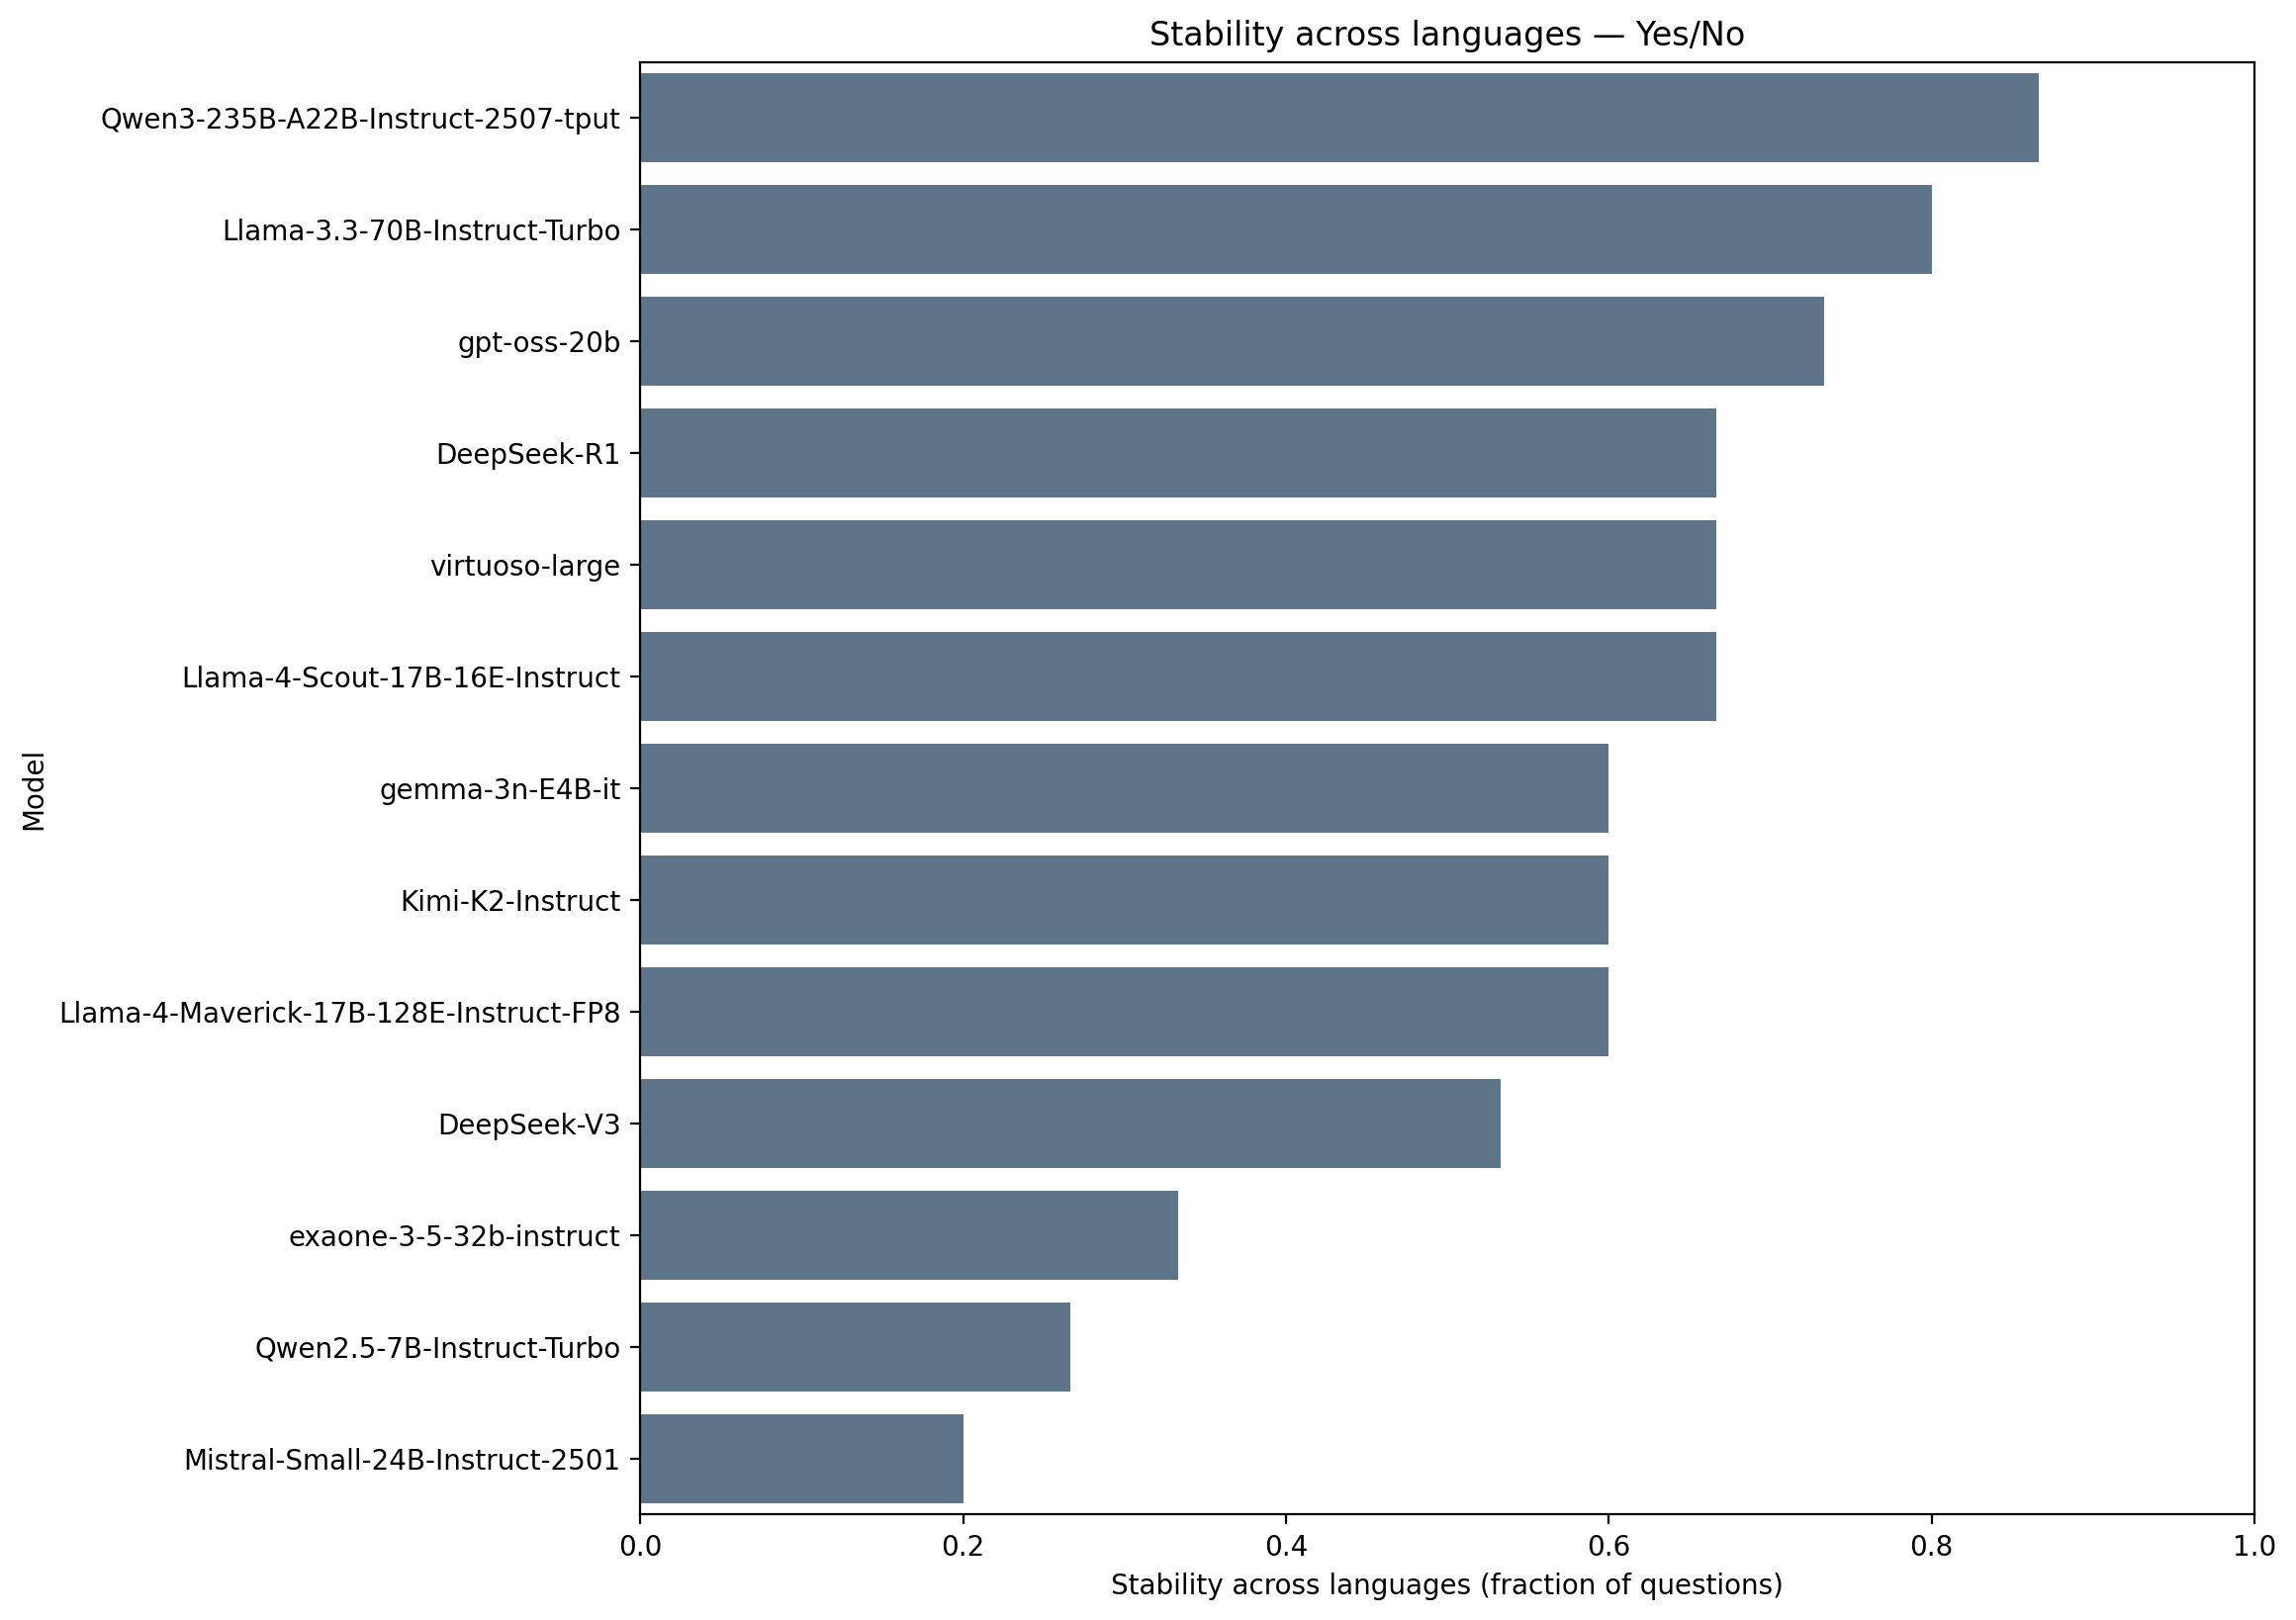 Stability across languages — Yes/No
Qwen3-235B-A22B-Instruct-2507-tput
Llama-3.3-70B-Instruct-Turbo
gpt-oss-20b
DeepSeek-R1
virtuoso-large
Llama-4-Scout-17B-16E-Instruct
gemma-3n-E4B-it
Kimi-K2-Instruct
Llama-4-Maverick-17B-128E-Instruct-FP8
DeepSeek-V3
exaone-3-5-32b-instruct
Qwen2.5-7B-Instruct-Turbo
Mistral-Small-24B-Instruct-2501
Model
0.0 0.2 0.4 0.6 0.8 1.0
Stability across languages (fraction of questions)